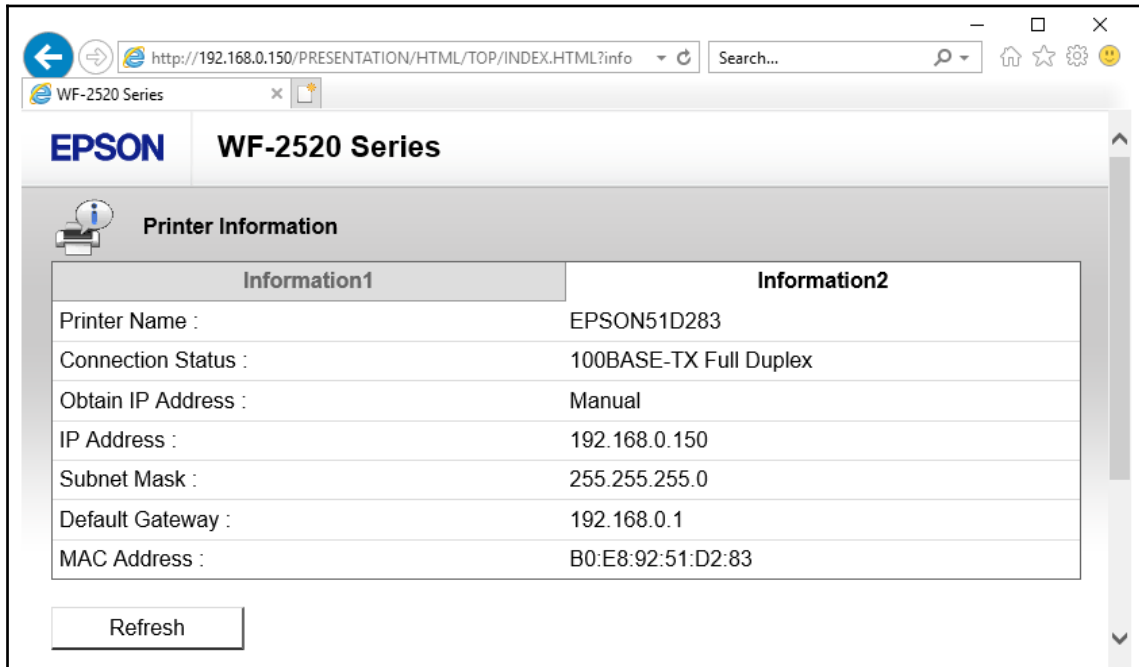 http://192.168.0.150/PRESENTATION/HTML/TOP/INDEX.HTML?info Search...
WF-2520 Series
EPSON WF-2520 Series
Printer Information
Information1 Information2
Printer Name : EPSON51D283
Connection Status : 100BASE-TX Full Duplex
Obtain IP Address : Manual
IP Address : 192.168.0.150
Subnet Mask : 255.255.255.0
Default Gateway : 192.168.0.1
MAC Address : B0:E8:92:51:D2:83
Refresh